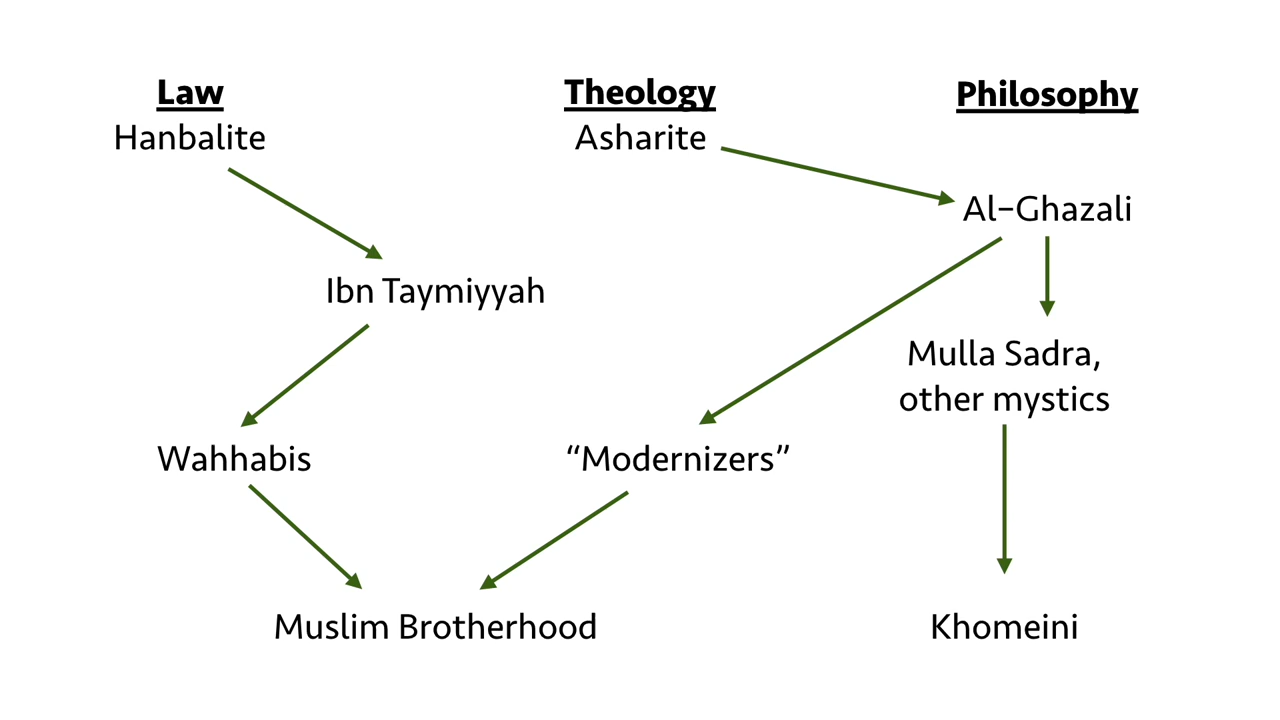 Law
Theology
Philosophy
Hanbalite
Asharite
Al–Ghazali
Ibn Taymiyyah
Mulla Sadra,
other mystics
Wahhabis
“Modernizers”
Muslim Brotherhood
Khomeini